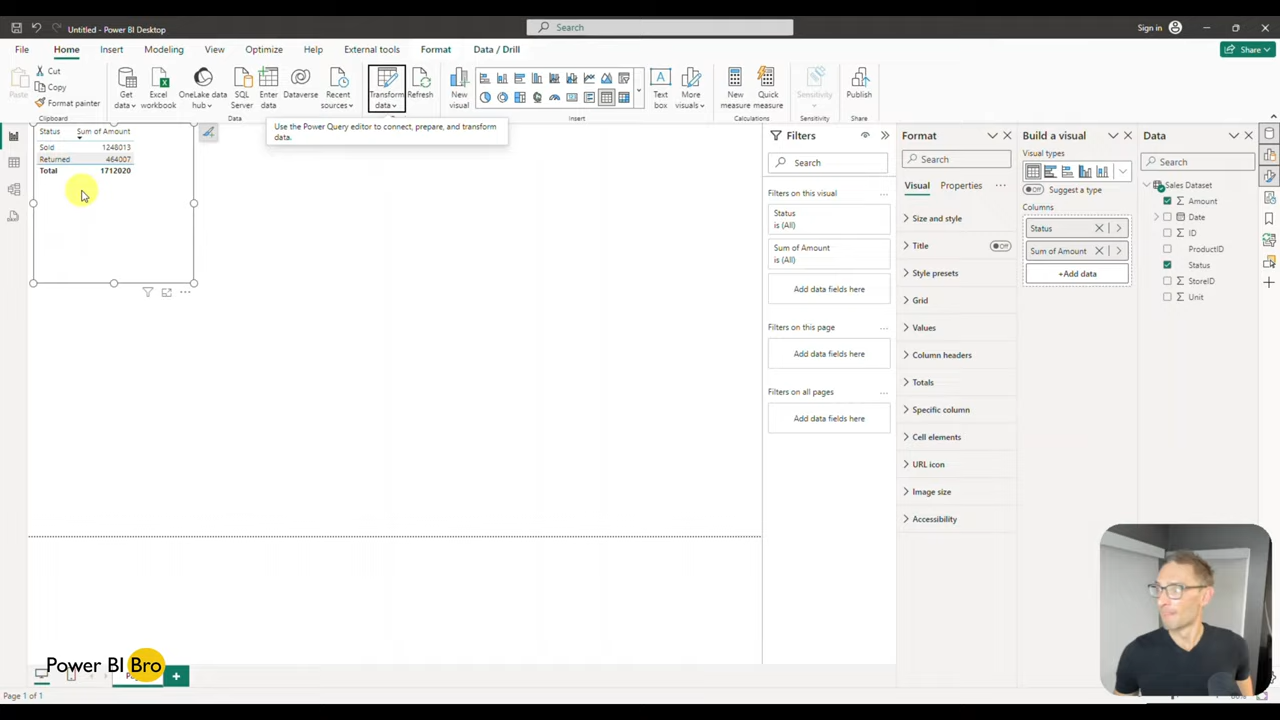 Untitled - Power BI Desktop
Search
Sign in
File
Home
Insert
Modeling
View
Optimize
Help
External tools
Format
Data / Drill
Share
Paste
Cut
Copy
Format painter
Clipboard
Get data
Excel workbook
OneLake data hub
SQL Server
Enter data
Dataverse
Recent sources
Data
Transform data
Refresh
New visual
Text box
More visuals
Insert
New measure
Quick measure
Calculations
Sensitivity
Sensitivity
Publish
Share
Use the Power Query editor to connect, prepare, and transform
data.
Status Sum of Amount
Sold 1248013
Returned 464007
Total 1712020
Filters
Search
Filters on this visual
Status
is (All)
Sum of Amount
is (All)
Add data fields here
Filters on this page
Add data fields here
Filters on all pages
Add data fields here
Format
Search
Visual
Properties
Size and style
Title
Off
Style presets
Grid
Values
Column headers
Totals
Specific column
Cell elements
URL icon
Image size
Accessibility
Build a visual
Visual types
Off
Suggest a type
Columns
Status
Sum of Amount
+Add data
Data
Search
Sales Dataset
Amount
Date
ID
ProductID
Status
StoreID
Unit
Power BI Bro
Page 1 of 1